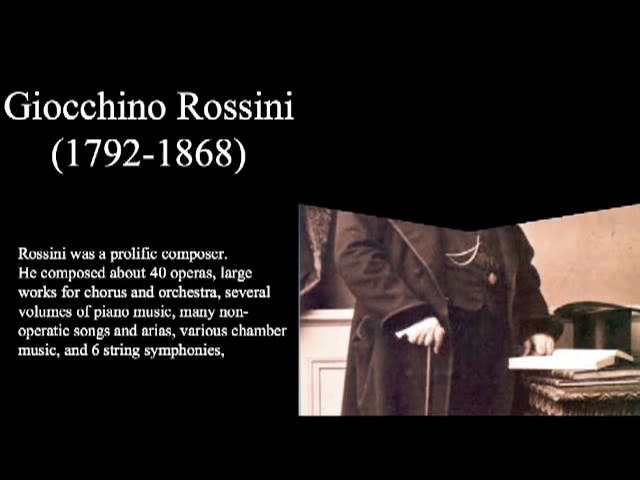 Giocchino Rossini
(1792-1868)
Rossini was a prolific composer.
He composed about 40 operas, large
works for chorus and orchestra, several
volumes of piano music, many non-
operatic songs and arias, various chamber
music, and 6 string symphonies,